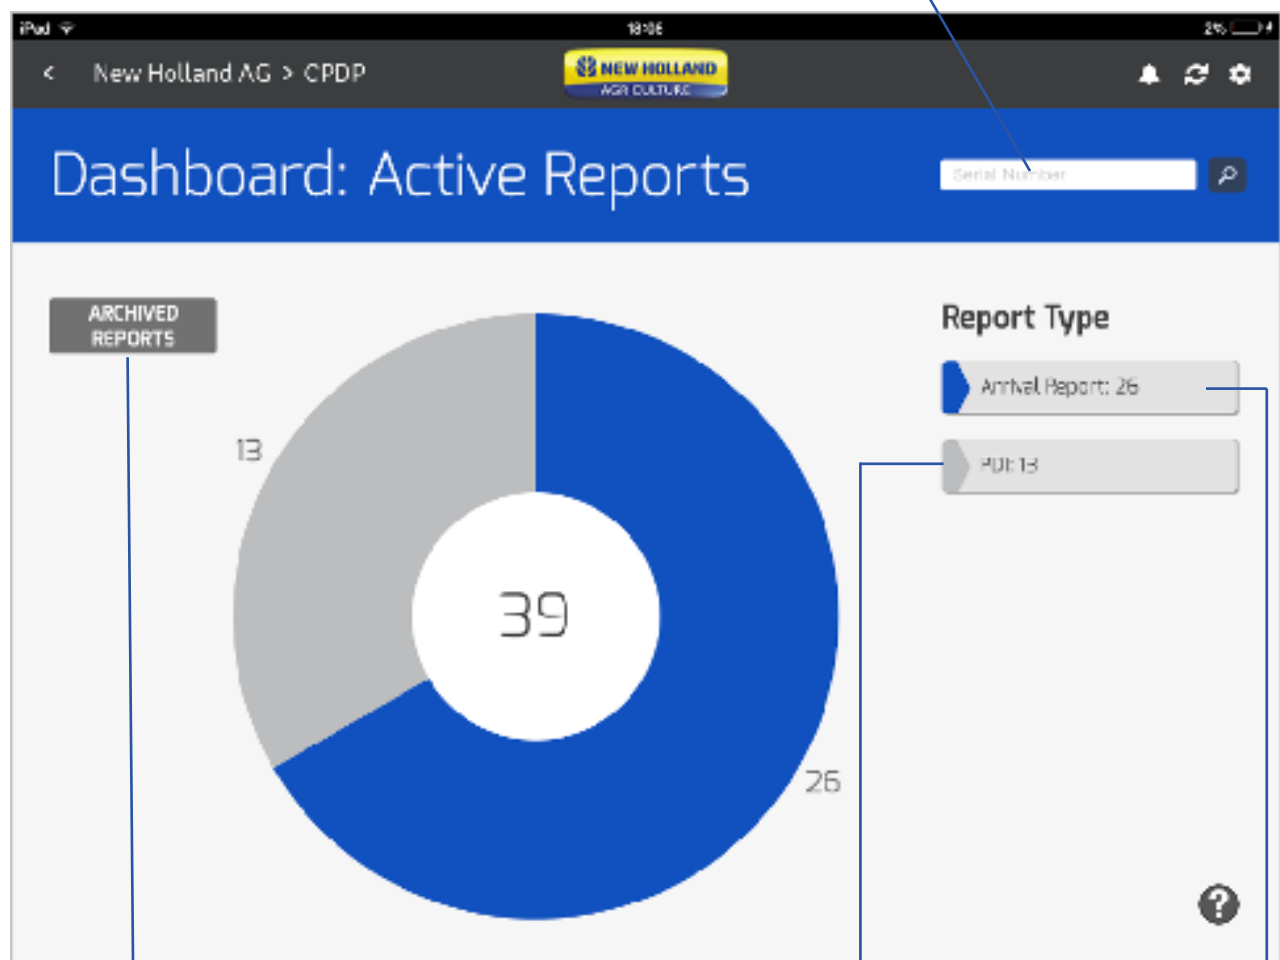 iPad
18:06
2%
< New Holland AG > CPDP
NEW HOLLAND
AGRICULTURE
Dashboard: Active Reports
Serial Number
ARCHIVED
REPORTS
Report Type
Arrival Report: 26
PDI: 13
13
39
26
?